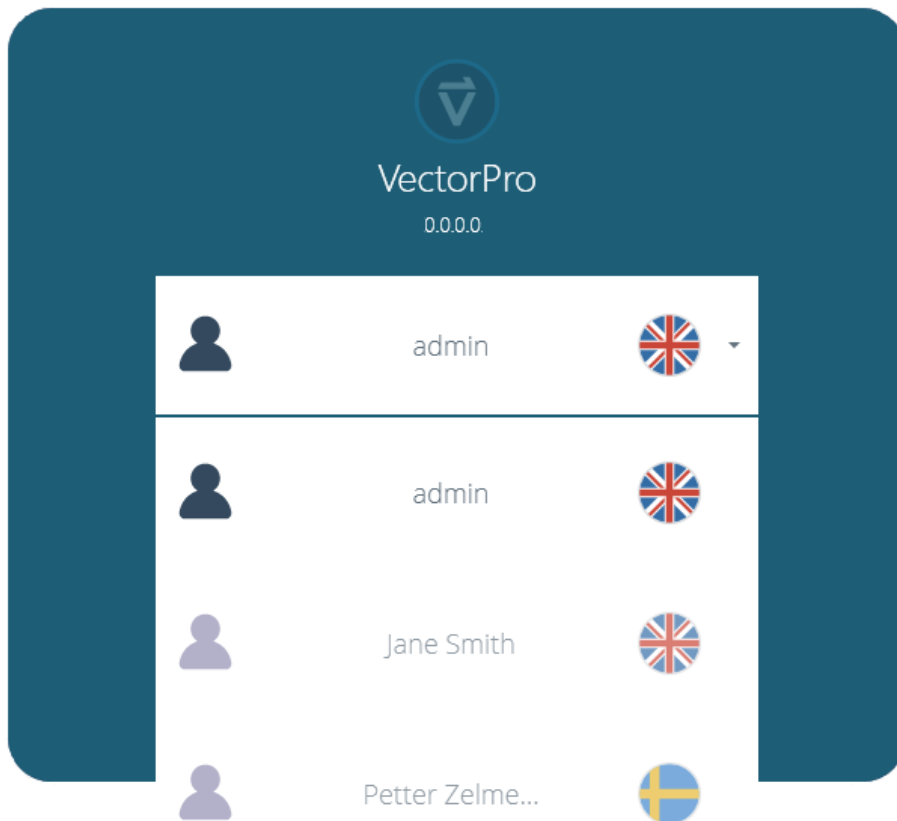 VectorPro
0.0.0.0
admin
admin
Jane Smith
Petter Zelme...